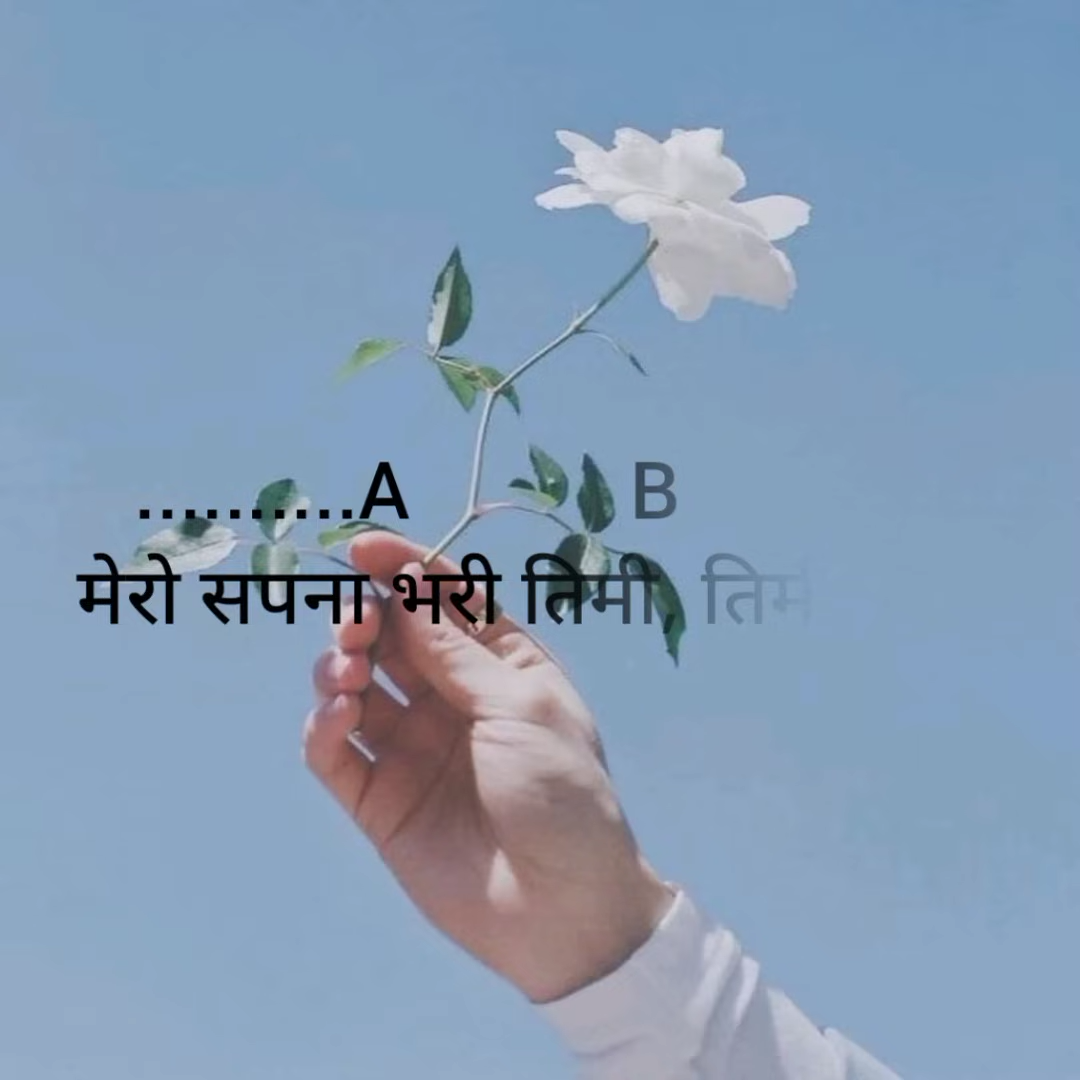 ..........A B
मेरो सपना भरी तिमी, तिमी